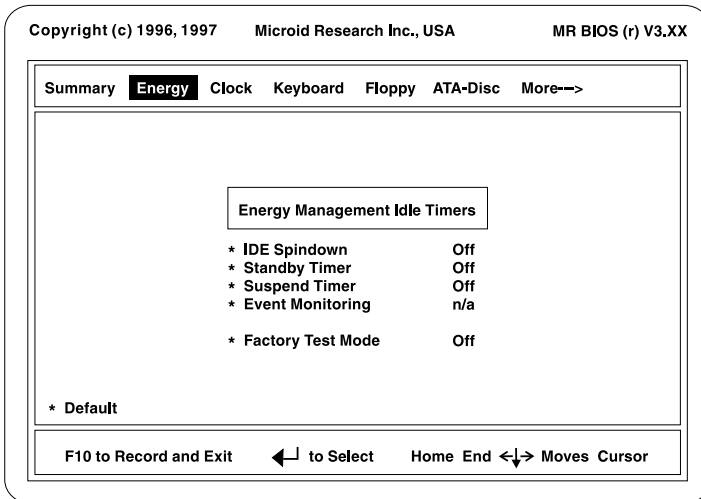 Copyright (c) 1996, 1997 Microid Research Inc., USA MR BIOS (r) V3.XX
Summary Energy Clock Keyboard Floppy ATA-Disc More-->
Energy Management Idle Timers
* IDE Spindown Off
* Standby Timer Off
* Suspend Timer Off
* Event Monitoring n/a
* Factory Test Mode Off
* Default
F10 to Record and Exit to Select Home End ←↓→ Moves Cursor